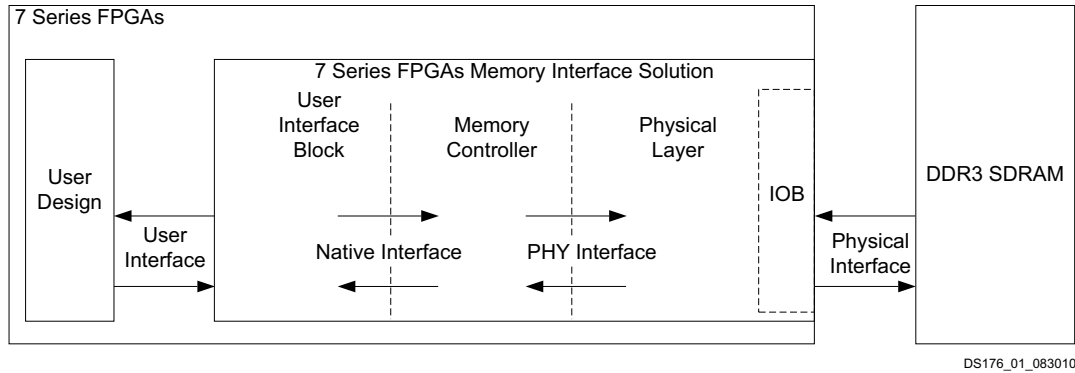 7 Series FPGAs
7 Series FPGAs Memory Interface Solution
User
Interface
Block
Memory
Controller
Physical
Layer
User
Design
IOB
DDR3 SDRAM
User
Interface
Native Interface
PHY Interface
Physical
Interface
DS176_01_083010